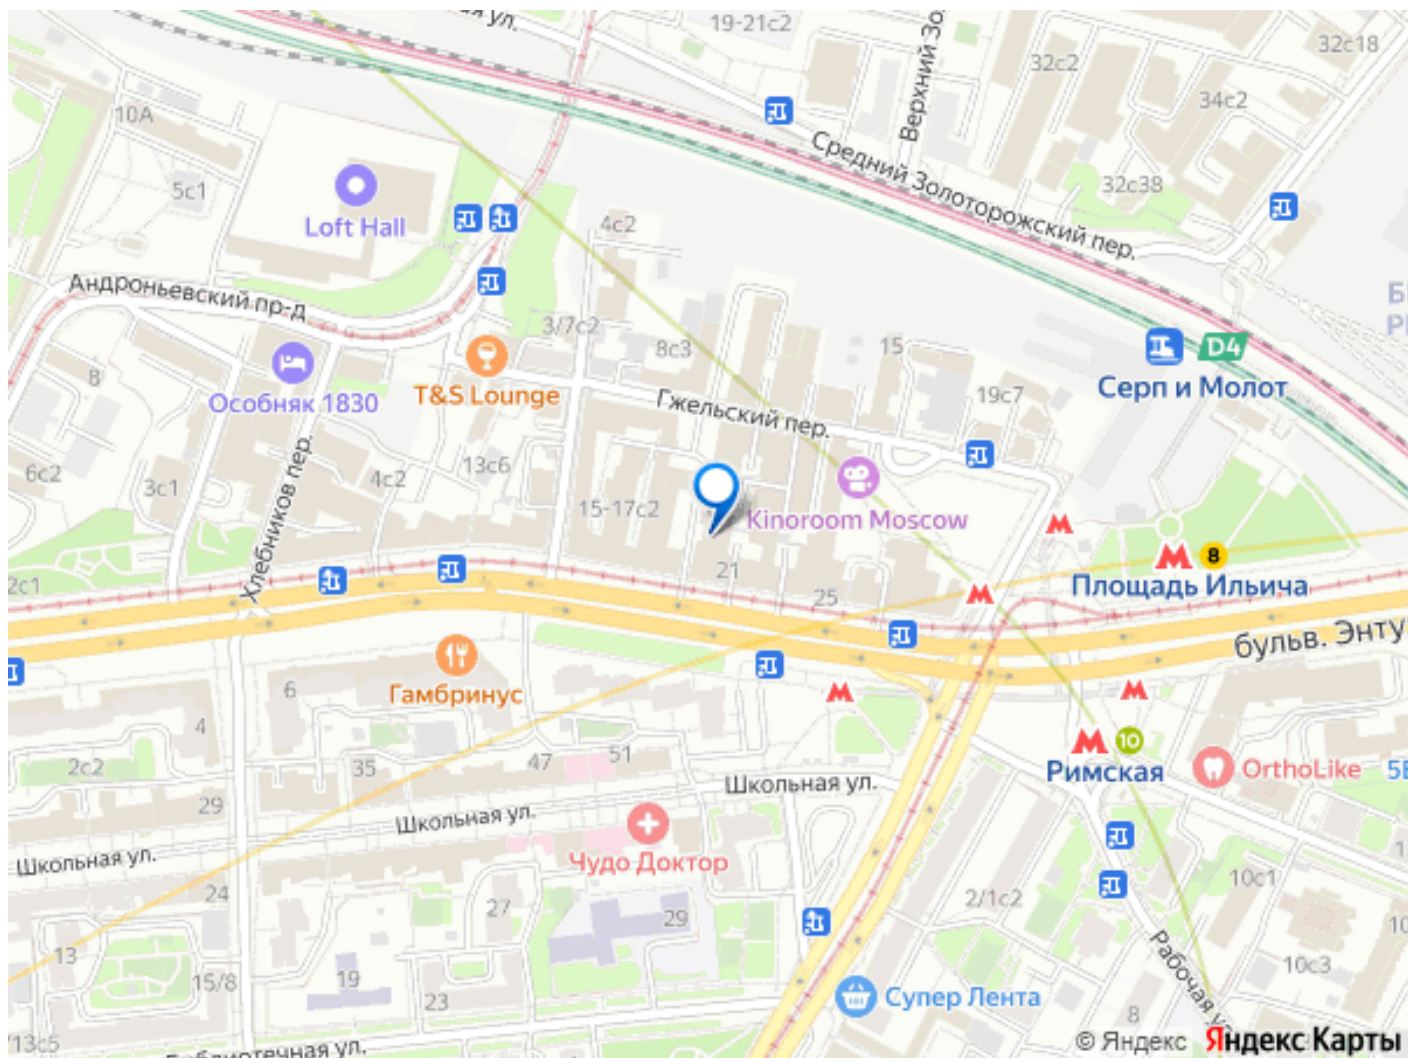 я ул.
19-21с2
Верхний Зо
32с18
32с2
34с2
10А
Средний Золоторожский пер.
5с1
32с38
Loft Hall
4с2
Андроньевский пр-д
3/7с2
8с3
15
D4
Серп и Молот
8
Особняк 1830
T&S Lounge
Гжельский пер.
19с7
Хлебников пер.
6с2
3с1
4с2
13с6
15-17с2
Kinoroom Moscow
8
Площадь Ильича
2с1
21
25
бульв. Энту
Гамбринус
6
4
51
47
35
2с2
10
Римская
OrthoLike
29
Школьная ул.
Школьная ул.
Школьная ул.
Чудо Доктор
24
27
29
2/1с2
10с1
13
15/8
19
23
Рабочая у
10с3
Супер Лента
8
/13с5
Библиотечная ул.
© Яндекс Яндекс Карты